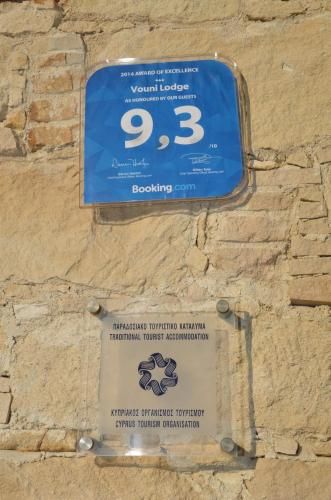 2014 AWARD OF EXCELLENCE
Vouni Lodge
AS HONOURED BY OUR GUESTS
9,3 /10
Booking.com
ΠΑΡΑΔΟΣΙΑΚΟ ΤΟΥΡΙΣΤΙΚΟ ΚΑΤΑΛΥΜΑ
TRADITIONAL TOURIST ACCOMMODATION
ΚΥΠΡΙΑΚΟΣ ΟΡΓΑΝΙΣΜΟΣ ΤΟΥΡΙΣΜΟΥ
CYPRUS TOURISM ORGANISATION